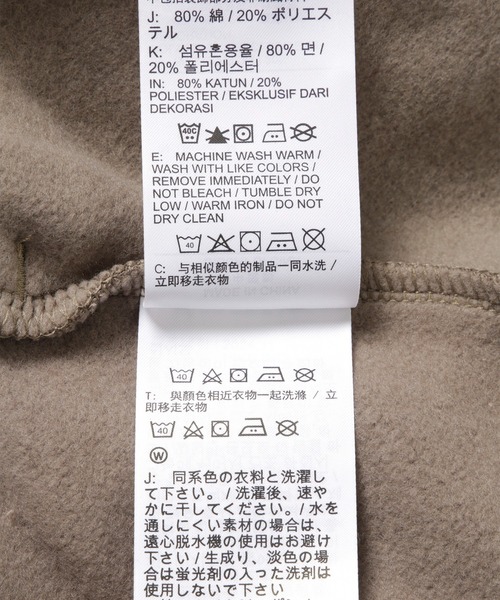 J: 80% 綿 / 20% ポリエス
テル
K: 섬유혼용율 / 80% 면 /
20% 폴리에스터
IN: 80% KATUN / 20%
POLIESTER / EKSKLUSIF DARI
DEKORASI
40C
E: MACHINE WASH WARM /
WASH WITH LIKE COLORS /
REMOVE IMMEDIATELY / DO
NOT BLEACH / TUMBLE DRY
LOW / WARM IRON / DO NOT
DRY CLEAN
40
C: 与相似颜色的制品一同水洗 /
立即移走衣物
40
T: 與顏色相近衣物一起洗滌 / 立
即移走衣物
40
W
J: 同系色の衣料と洗濯し
て下さい。/ 洗濯後、速や
かに干してください。/ 水を
通しにくい素材の場合は、
遠心脱水機の使用はお避け
下さい / 生成り、淡色の場
合は蛍光剤の入った洗剤は
使用しないで下さい